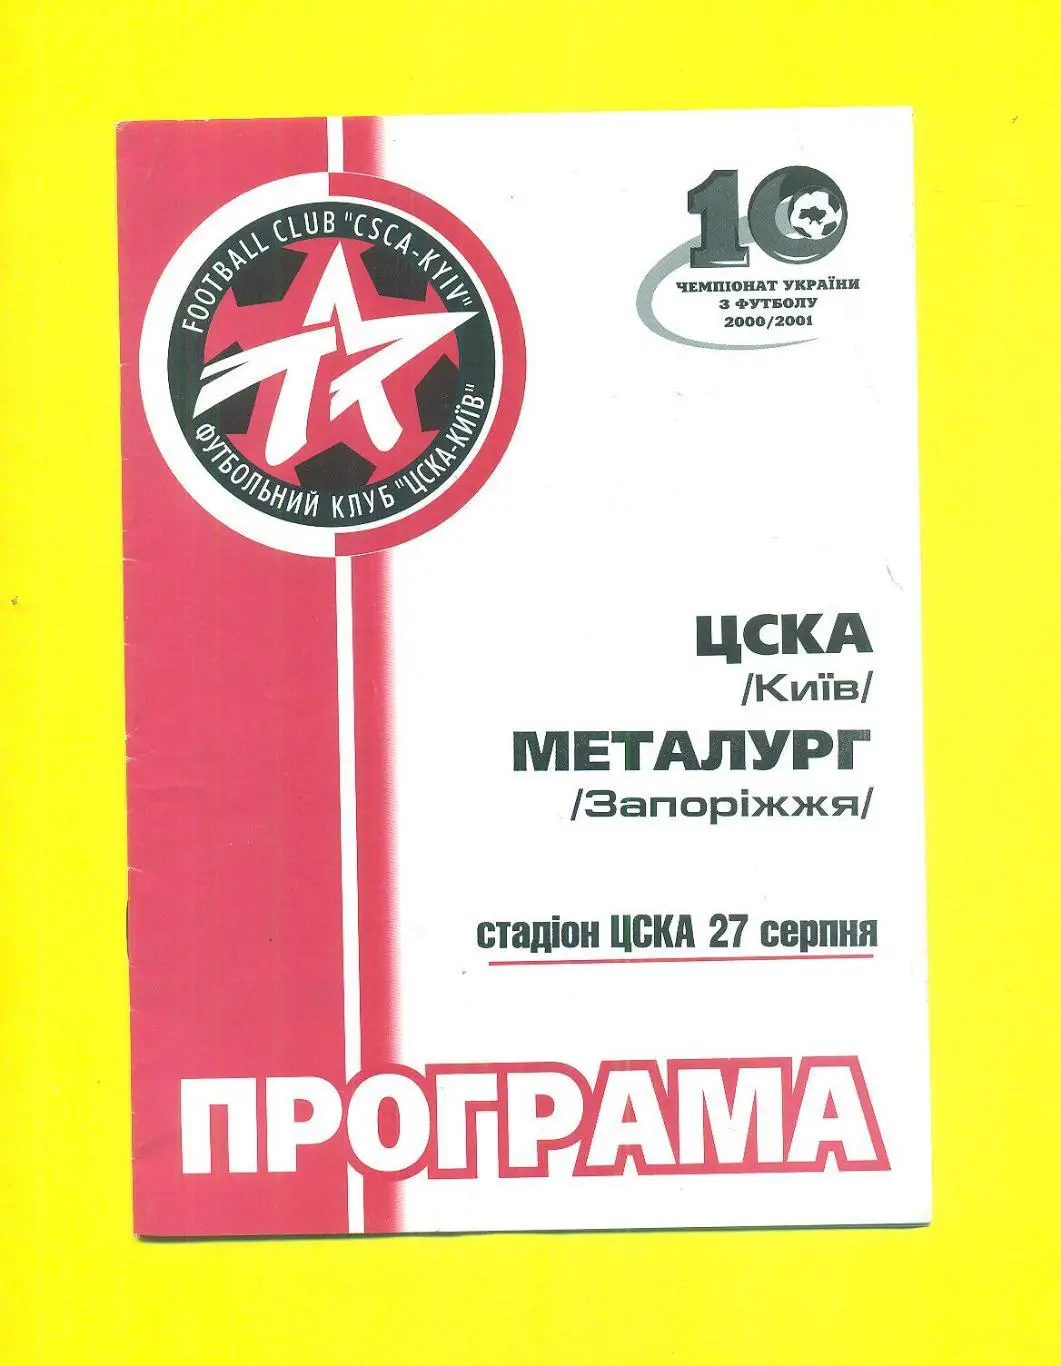 FOOTBALL CLUB "CSCA-KYIV"
ФУТБОЛЬНИЙ КЛУБ "ЦСКА-КИЇВ"
10
ЧЕМПІОНАТ УКРАЇНИ
З ФУТБОЛУ
2000/2001
ЦСКА
/Київ/
МЕТАЛУРГ
/Запоріжжя/
стадіон ЦСКА 27 серпня
ПРОГРАМА